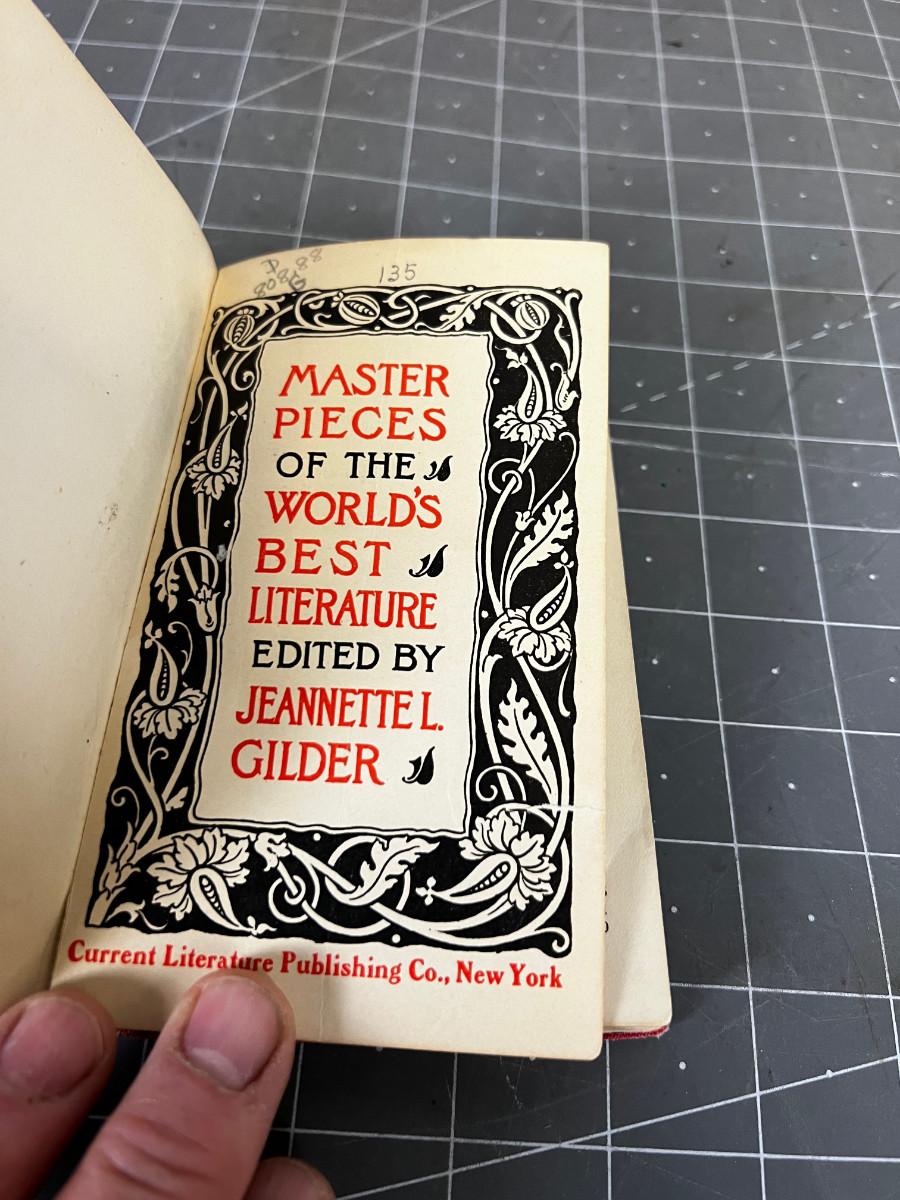 135
MASTER
PIECES
OF THE
WORLD'S
BEST
LITERATURE
EDITED BY
JEANNETTE L.
GILDER
Current Literature Publishing Co., New York